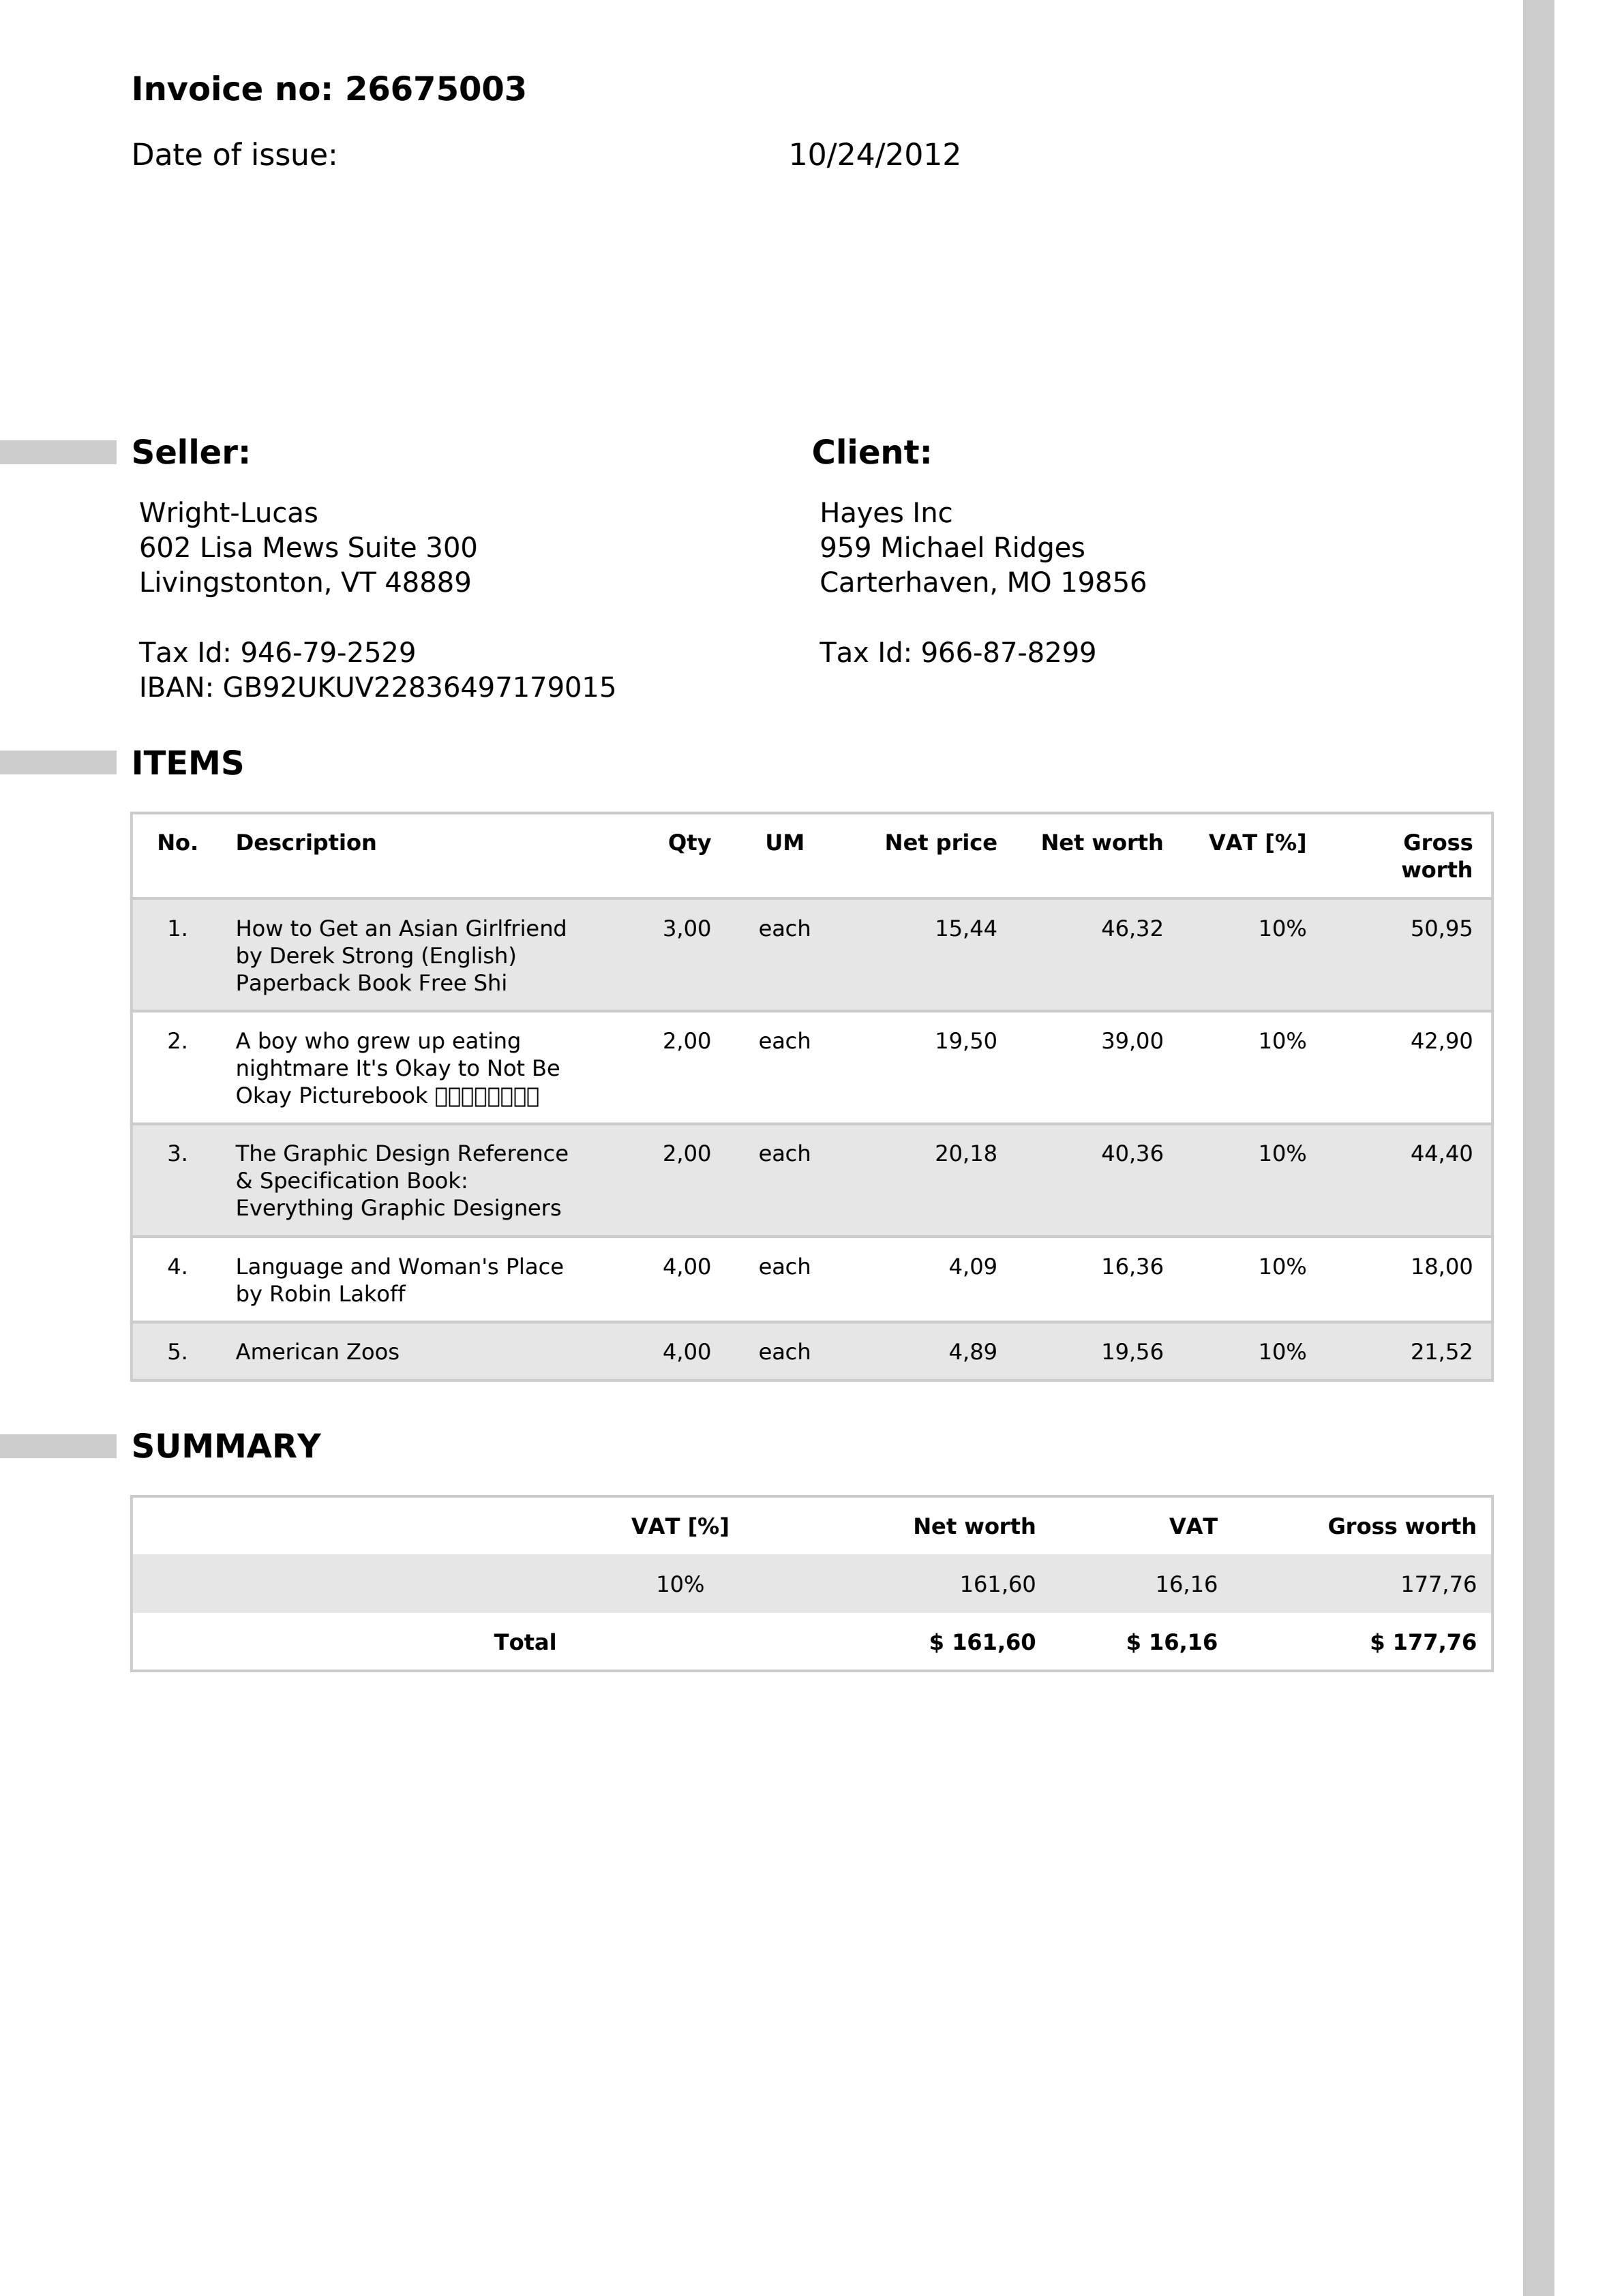 Invoice no: 26675003
Date of issue: 10/24/2012
Seller: Client:
Wright-Lucas Hayes Inc
602 Lisa Mews Suite 300 959 Michael Ridges
Livingstonton, VT 48889 Carterhaven, MO 19856
Tax Id: 946-79-2529 Tax Id: 966-87-8299
IBAN: GB92UKUV22836497179015
ITEMS
No. Description Qty UM Net price Net worth VAT [%] Gross
worth
1. How to Get an Asian Girlfriend 3,00 each 15,44 46,32 10% 50,95
by Derek Strong (English)
Paperback Book Free Shi
2. A boy who grew up eating 2,00 each 19,50 39,00 10% 42,90
nightmare It's Okay to Not Be
Okay Picturebook
3. The Graphic Design Reference 2,00 each 20,18 40,36 10% 44,40
& Specification Book:
Everything Graphic Designers
4. Language and Woman's Place 4,00 each 4,09 16,36 10% 18,00
by Robin Lakoff
5. American Zoos 4,00 each 4,89 19,56 10% 21,52
SUMMARY
VAT [%] Net worth VAT Gross worth
10% 161,60 16,16 177,76
Total $ 161,60 $ 16,16 $ 177,76